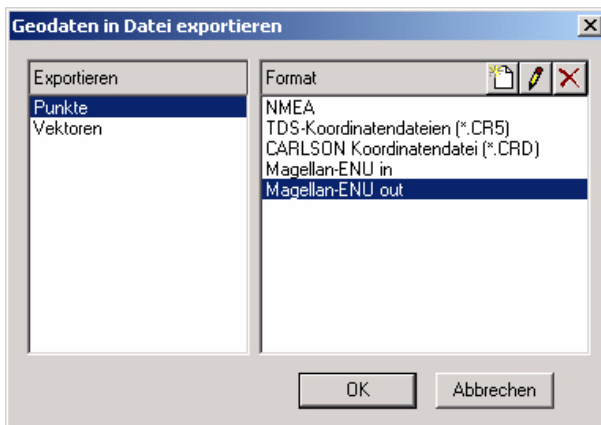 Geodaten in Datei exportieren
Exportieren
Punkte
Vektoren
Format
NMEA
TDS-Koordinatendateien (*.CR5)
CARLSON Koordinatendatei (*.CRD)
Magellan-ENU in
Magellan-ENU out
OK
Abbrechen